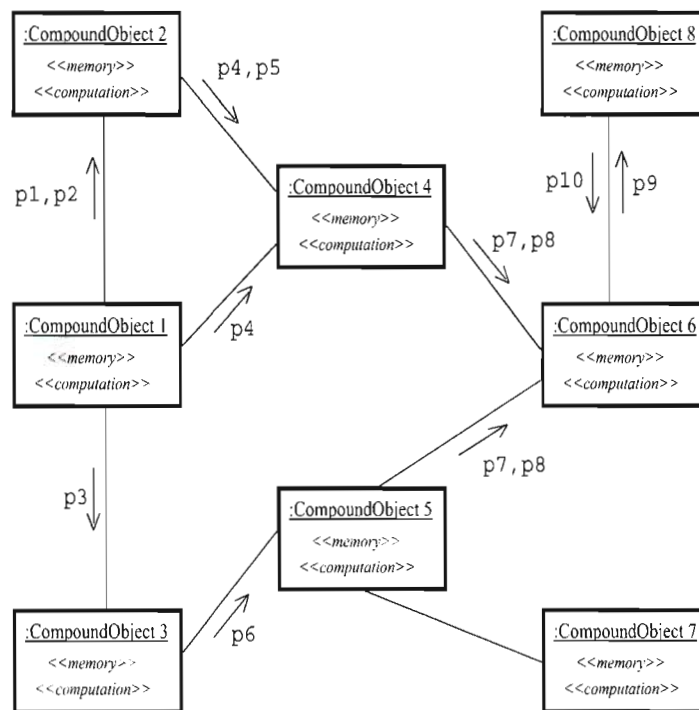 :CompoundObject 2
<<memory>>
<<computation>>
:CompoundObject 8
<<memory>>
<<computation>>
p4,p5
p1,p2
:CompoundObject 4
<<memory>>
<<computation>>
p10
p9
p7,p8
:CompoundObject 1
<<memory>>
<<computation>>
p4
:CompoundObject 6
<<memory>>
<<computation>>
p3
p7,p8
:CompoundObject 5
<<memory>>
<<computation>>
:CompoundObject 3
<<memory>>
<<computation>>
p6
:CompoundObject 7
<<memory>>
<<computation>>